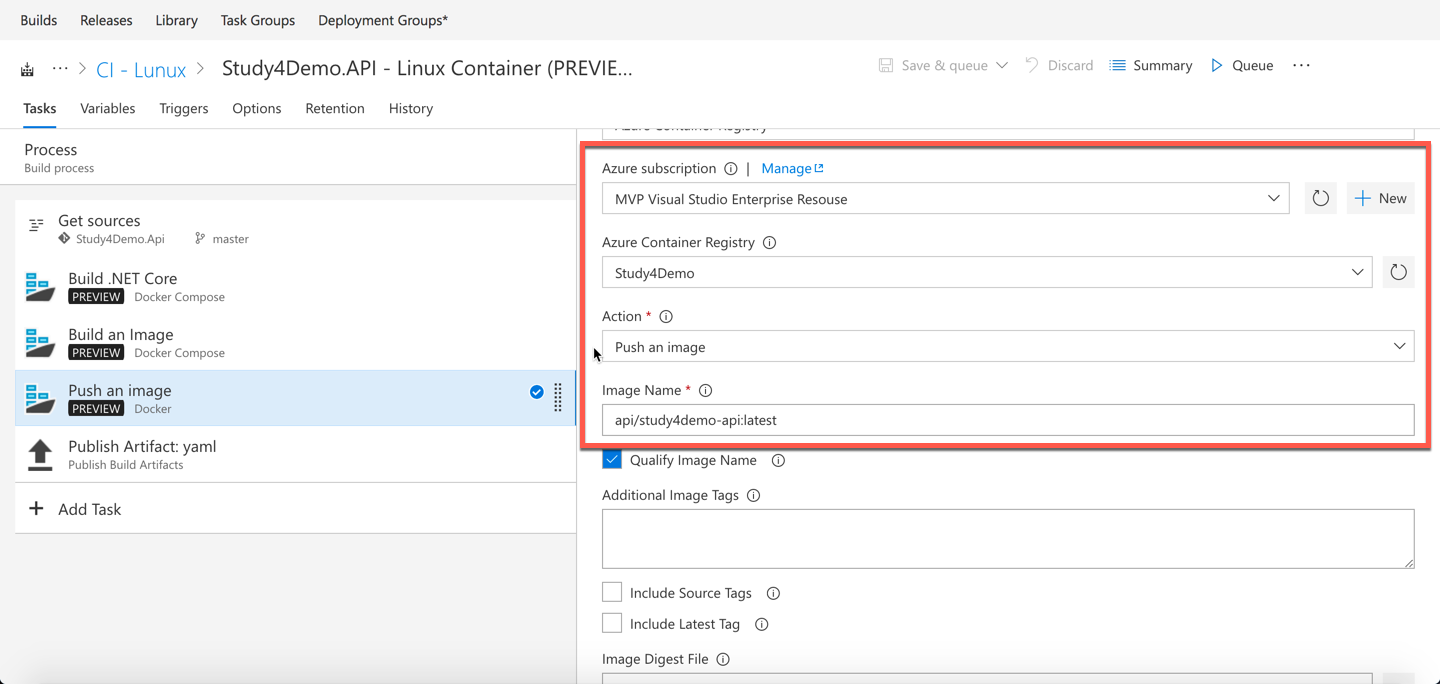 Builds Releases Library Task Groups Deployment Groups*
··· > CI - Lunux > Study4Demo.API - Linux Container (PREVIE...
Save & queue Discard Summary Queue ···
Tasks Variables Triggers Options Retention History
Process
Build process
Get sources
Study4Demo.Api master
Build .NET Core
PREVIEW Docker Compose
Build an Image
PREVIEW Docker Compose
Push an image
PREVIEW Docker
Publish Artifact: yaml
Publish Build Artifacts
+ Add Task
Azure Container Registry
Azure subscription | Manage
MVP Visual Studio Enterprise Resouse
+ New
Azure Container Registry
Study4Demo
Action *
Push an image
Image Name *
api/study4demo-api:latest
Qualify Image Name
Additional Image Tags
Include Source Tags
Include Latest Tag
Image Digest File